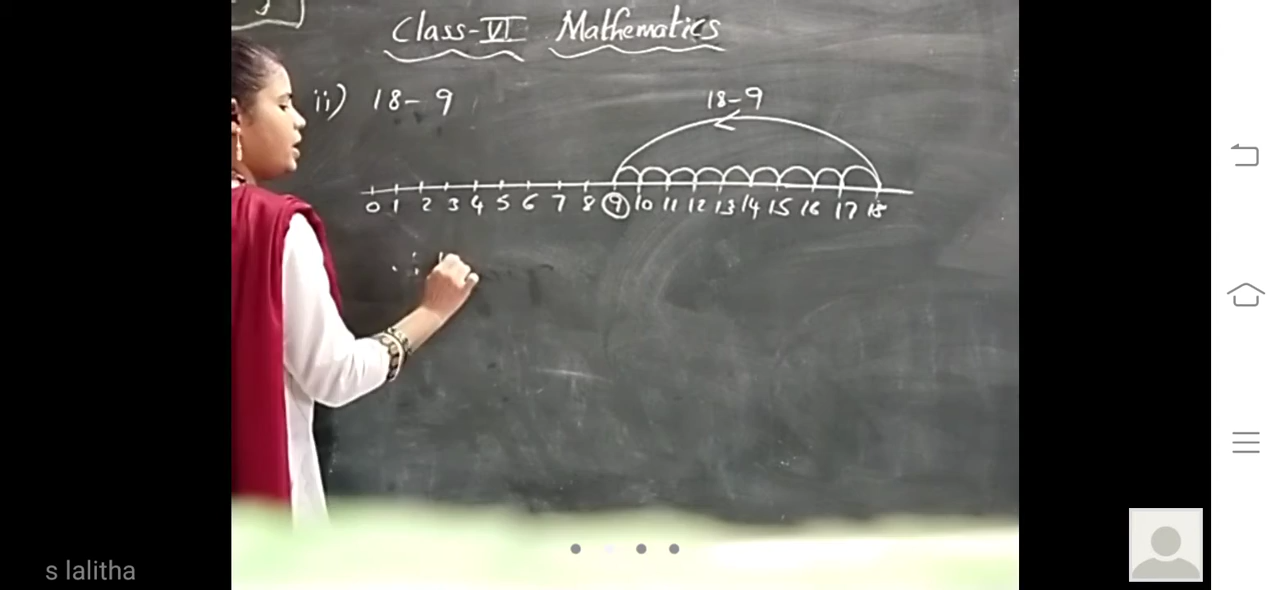 Class-VI Mathematics
ii) 18-9
18-9
0 1 2 3 4 5 6 7 8 9 10 11 12 13 14 15 16 17 18
∴ 1
s lalitha